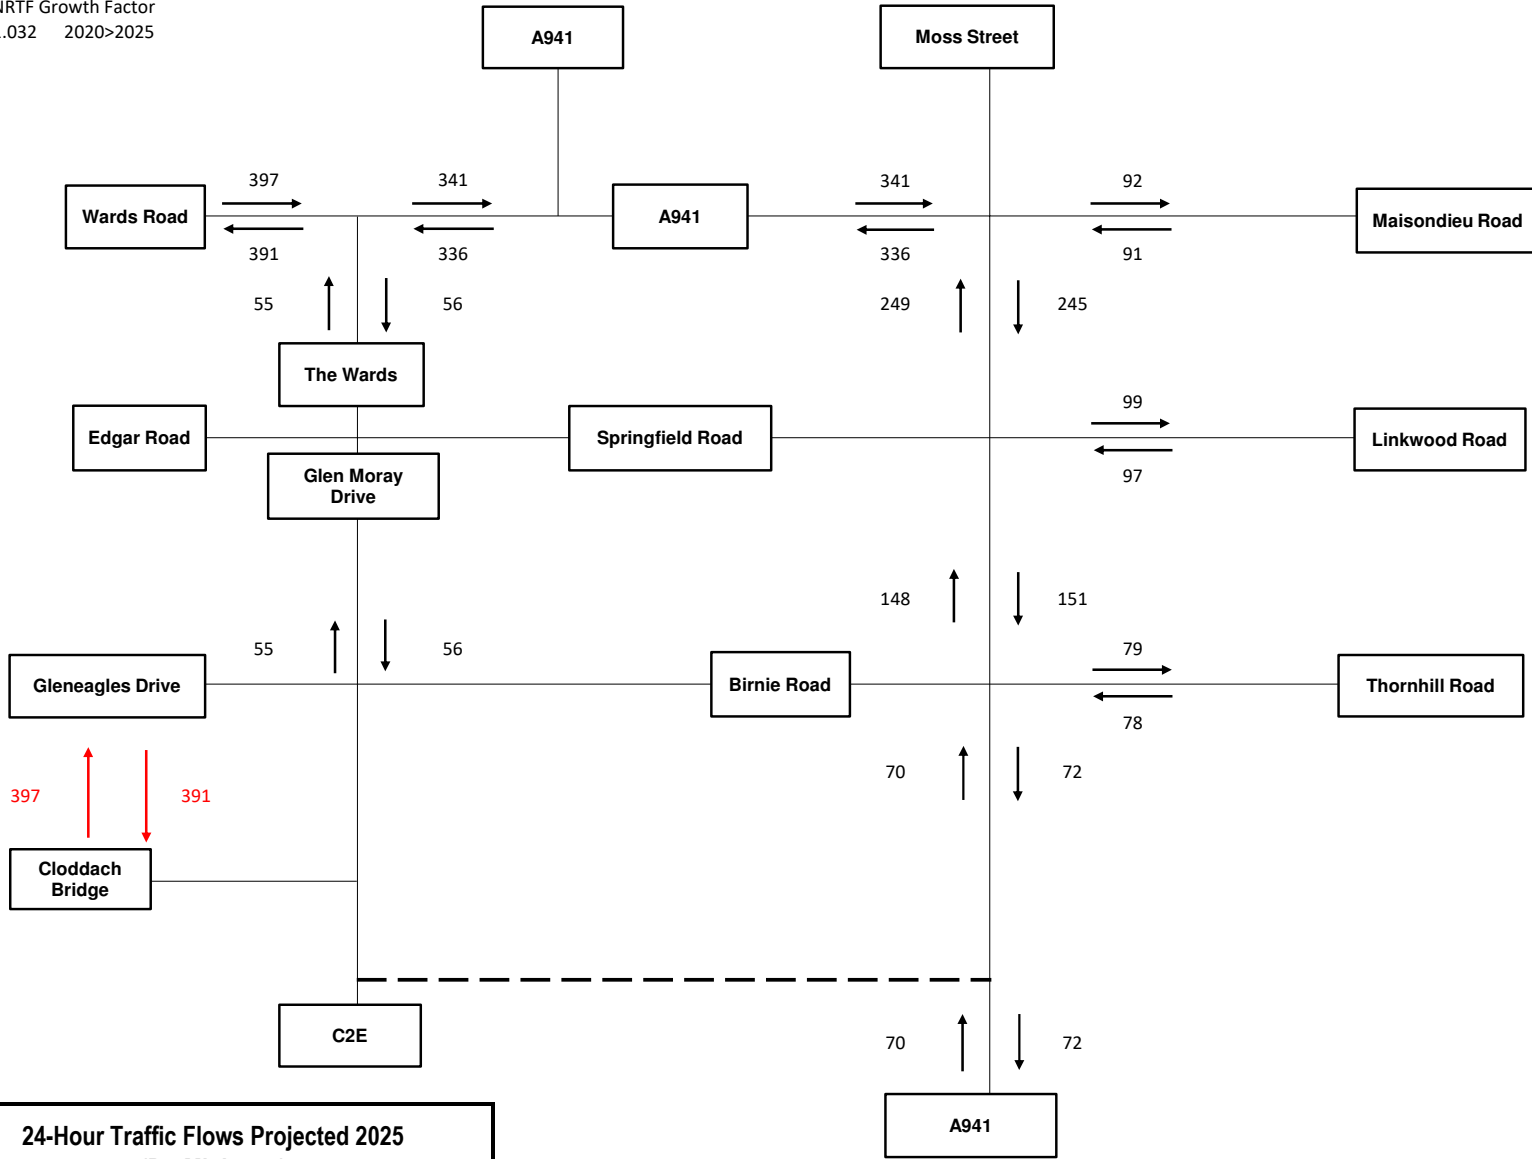 NRTF Growth Factor
.032 2020>2025
A941
Moss Street
397
341
341
92
Wards Road
A941
Maisondieu Road
391
336
336
91
55
56
249
245
The Wards
99
Edgar Road
Springfield Road
Linkwood Road
97
Glen Moray
Drive
148
151
55
56
79
Gleneagles Drive
Birnie Road
Thornhill Road
78
70
72
397
391
Cloddach
Bridge
C2E
70
72
A941
24-Hour Traffic Flows Projected 2025